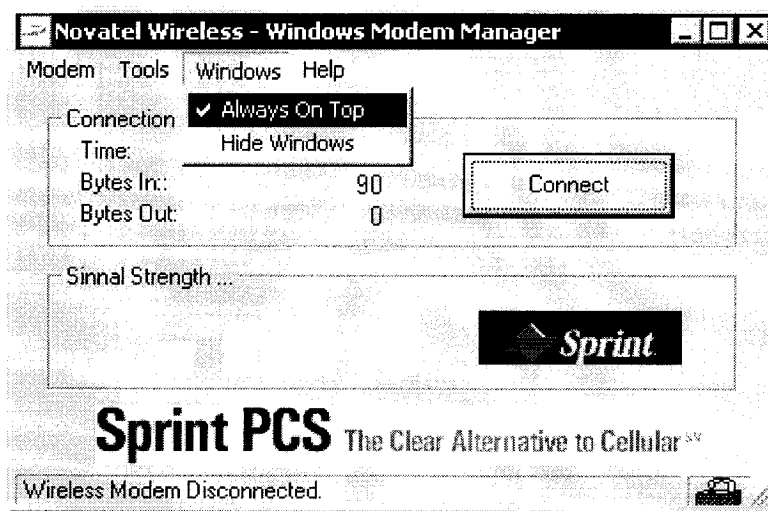 Novatel Wireless - Windows Modem Manager
Modem Tools Windows Help
✓ Always On Top
Hide Windows
Connection
Time:
Bytes In:: 90
Bytes Out: 0
Connect
Sinnal Strength ...
Sprint
Sprint PCS The Clear Alternative to Cellular℠
Wireless Modem Disconnected.